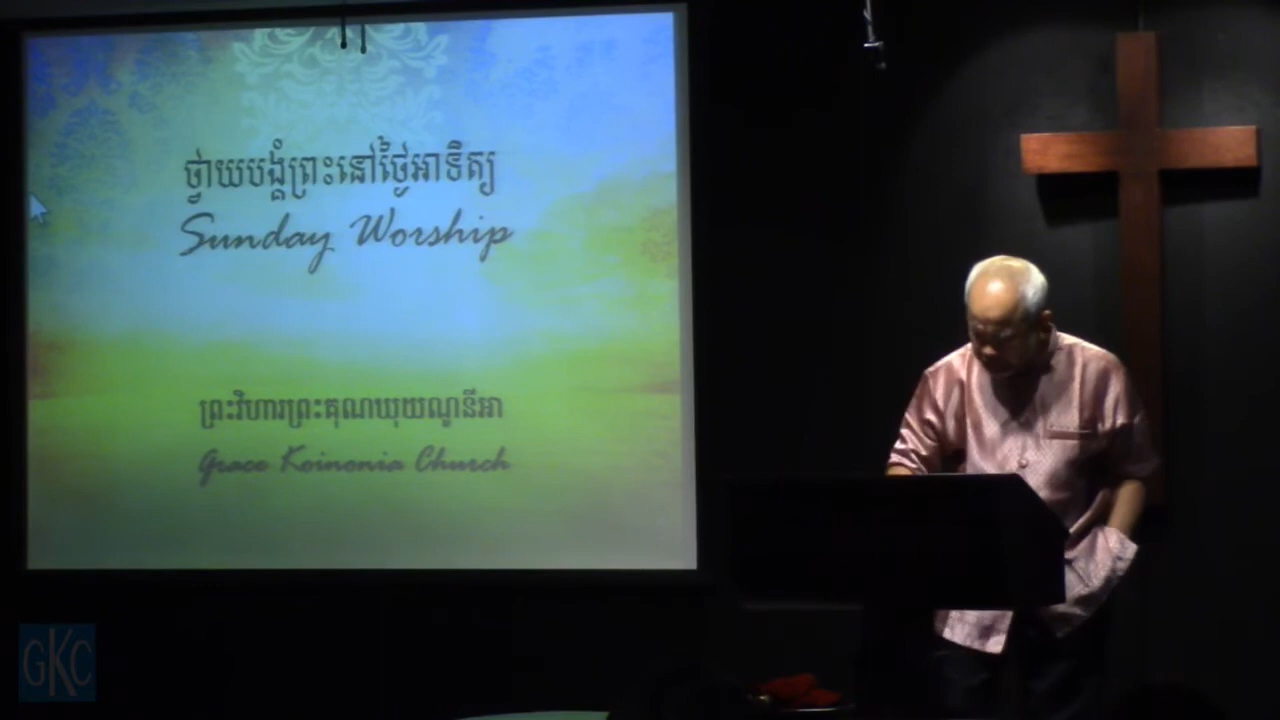 ថ្វាយបង្គំព្រះនៅថ្ងៃអាទិត្យ
Sunday Worship
ព្រះវិហារព្រះគុណឃុយណូនីអា
Grace Koinonia Church
GKC